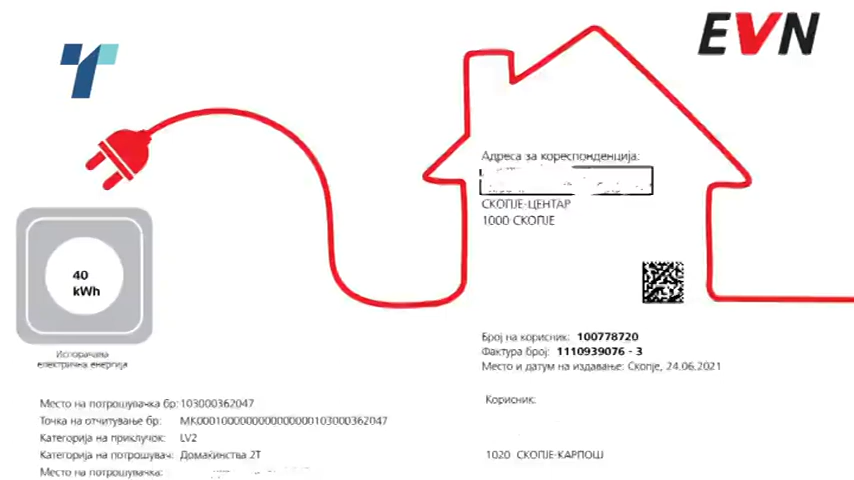 EVN
Адреса за кореспонденција:
СКОПЈЕ-ЦЕНТАР
1000 СКОПЈЕ
40
kWh
Испорачана
електрична енергија
Број на корисник: 100778720
Фактура број: 1110939076 - 3
Место и датум на издавање: Скопје, 24.06.2021
Корисник:
1020 СКОПЈЕ-КАРПОШ
Место на потрошувачка бр: 103000362047
Точка на отчитување бр: MK0001000000000000000103000362047
Категорија на приклучок: LV2
Категорија на потрошувач: Домаќинства 2Т
Место на потрошувачка: